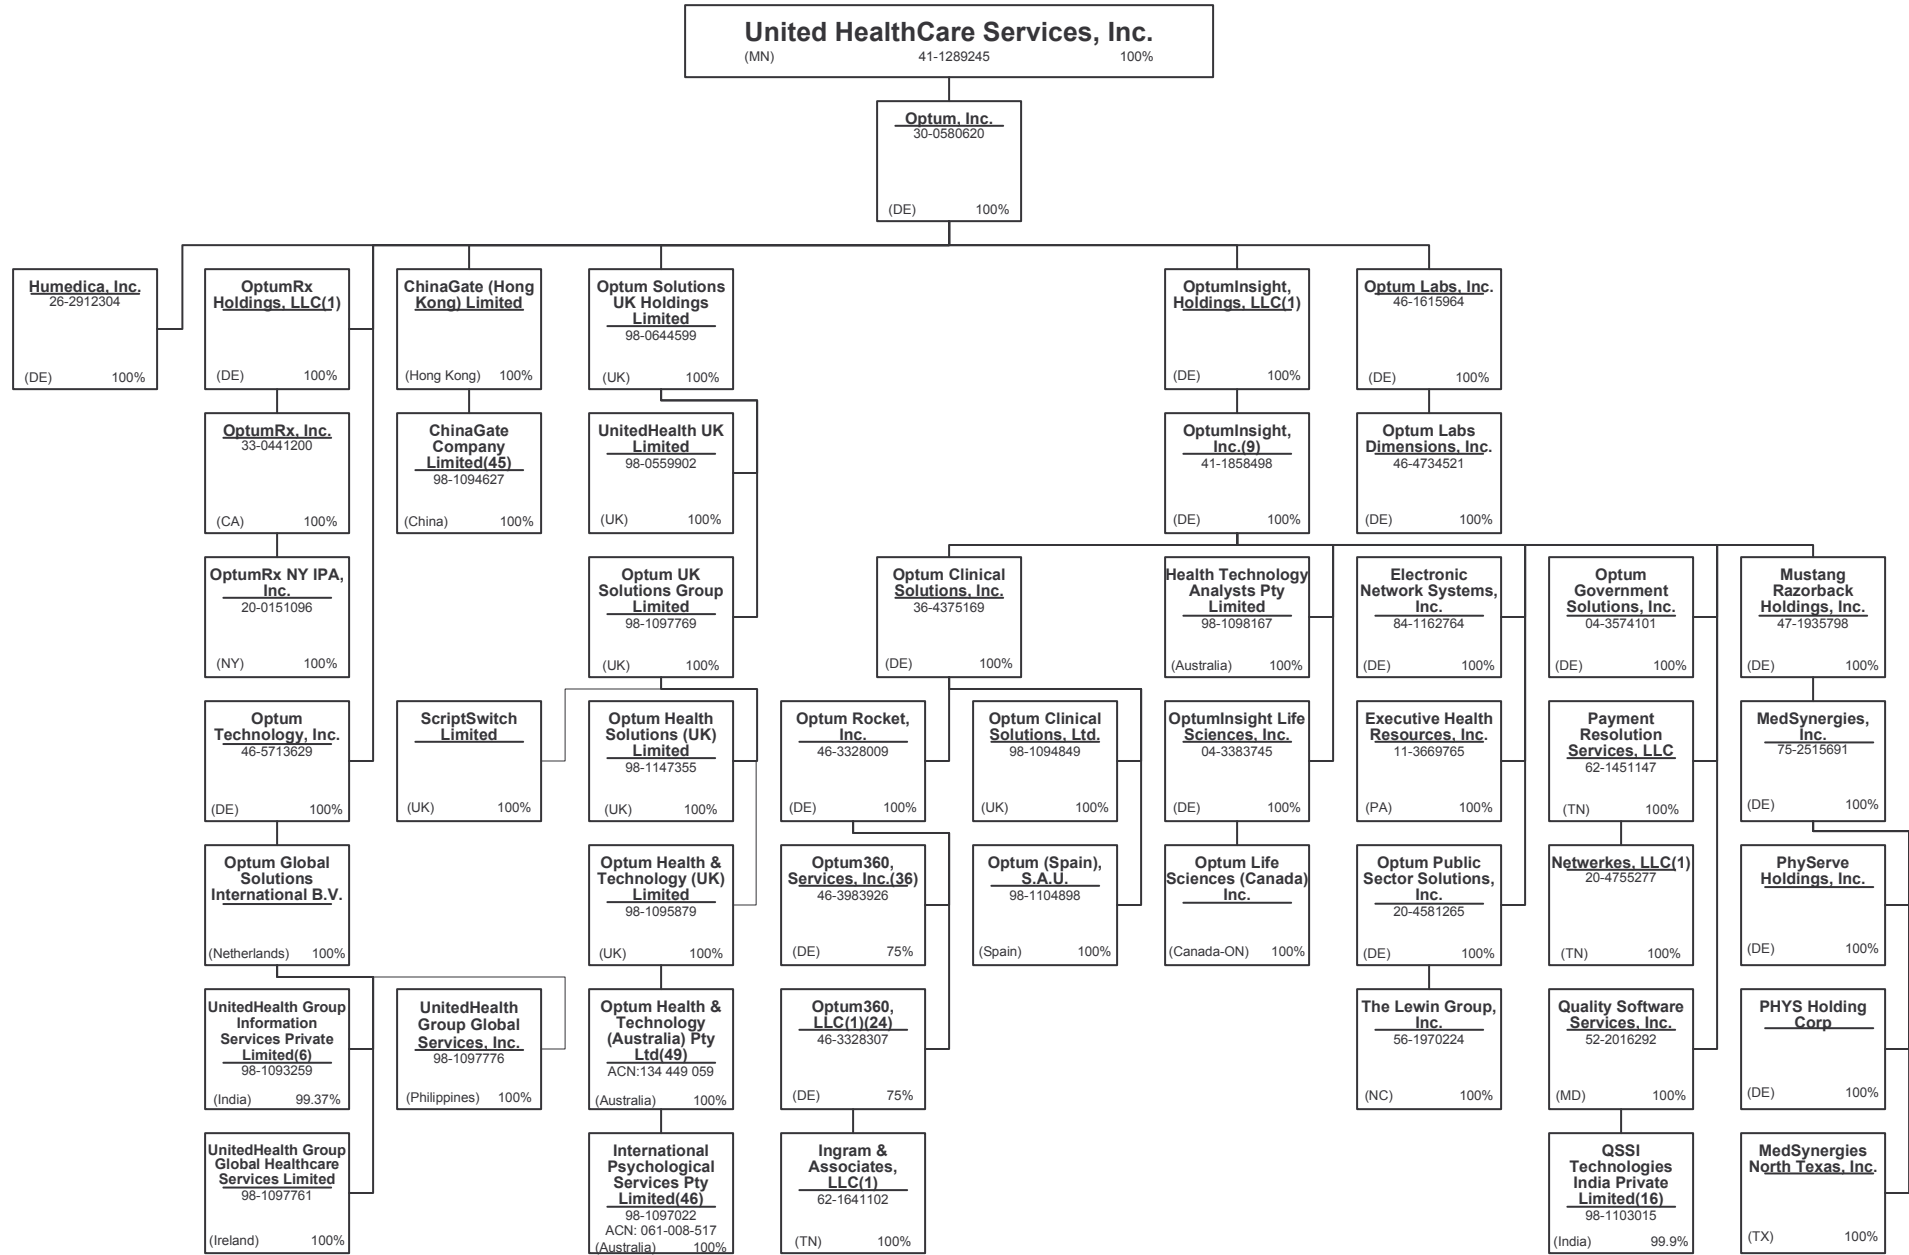 United HealthCare Services, Inc.
(MN) 41-1289245 100%
Optum, Inc.
30-0580620
(DE) 100%
Humedica, Inc.
26-2912304
(DE) 100%
OptumRx
Holdings, LLC(1)
(DE) 100%
ChinaGate (Hong
Kong) Limited
(Hong Kong) 100%
Optum Solutions
UK Holdings
Limited
98-0644599
(UK) 100%
OptumInsight,
Holdings, LLC(1)
(DE) 100%
Optum Labs, Inc.
46-1615964
(DE) 100%
OptumRx, Inc.
33-0441200
(CA) 100%
ChinaGate
Company
Limited(45)
98-1094627
(China) 100%
UnitedHealth UK
Limited
98-0559902
(UK) 100%
OptumInsight,
Inc.(9)
41-1858498
(DE) 100%
Optum Labs
Dimensions, Inc.
46-4734521
(DE) 100%
OptumRx NY IPA,
Inc.
20-0151096
(NY) 100%
Optum UK
Solutions Group
Limited
98-1097769
(UK) 100%
Optum Clinical
Solutions, Inc.
36-4375169
(DE) 100%
Health Technology
Analysts Pty
Limited
98-1098167
(Australia) 100%
Electronic
Network Systems,
Inc.
84-1162764
(DE) 100%
Optum
Government
Solutions, Inc.
04-3574101
(DE) 100%
Mustang
Razorback
Holdings, Inc.
47-1935798
(DE) 100%
Optum
Technology, Inc.
46-5713629
(DE) 100%
ScriptSwitch
Limited
(UK) 100%
Optum Health
Solutions (UK)
Limited
98-1147355
(UK) 100%
Optum Rocket,
Inc.
46-3328009
(DE) 100%
Optum Clinical
Solutions, Ltd.
98-1094849
(UK) 100%
OptumInsight Life
Sciences, Inc.
04-3383745
(DE) 100%
Executive Health
Resources, Inc.
11-3669765
(PA) 100%
Payment
Resolution
Services, LLC
62-1451147
(TN) 100%
MedSynergies,
Inc.
75-2515691
(DE) 100%
Optum Global
Solutions
International B.V.
(Netherlands) 100%
Optum Health &
Technology (UK)
Limited
98-1095879
(UK) 100%
Optum360,
Services, Inc.(36)
46-3983926
(DE) 75%
Optum (Spain),
S.A.U.
98-1104898
(Spain) 100%
Optum Life
Sciences (Canada)
Inc.
(Canada-ON) 100%
Optum Public
Sector Solutions,
Inc.
20-4581265
(DE) 100%
Netwerkes, LLC(1)
20-4755277
(TN) 100%
PhyServe
Holdings, Inc.
(DE) 100%
UnitedHealth Group
Information
Services Private
Limited(6)
98-1093259
(India) 99.37%
UnitedHealth
Group Global
Services, Inc.
98-1097776
(Philippines) 100%
Optum Health &
Technology
(Australia) Pty
Ltd(49)
ACN:134 449 059
(Australia) 100%
Optum360,
LLC(1)(24)
46-3328307
(DE) 75%
The Lewin Group,
Inc.
56-1970224
(NC) 100%
Quality Software
Services, Inc.
52-2016292
(MD) 100%
PHYS Holding
Corp
(DE) 100%
UnitedHealth Group
Global Healthcare
Services Limited
98-1097761
(Ireland) 100%
International
Psychological
Services Pty
Limited(46)
98-1097022
ACN: 061-008-517
(Australia) 100%
Ingram &
Associates,
LLC(1)
62-1641102
(TN) 100%
QSSI
Technologies
India Private
Limited(16)
98-1103015
(India) 99.9%
MedSynergies
North Texas, Inc.
(TX) 100%